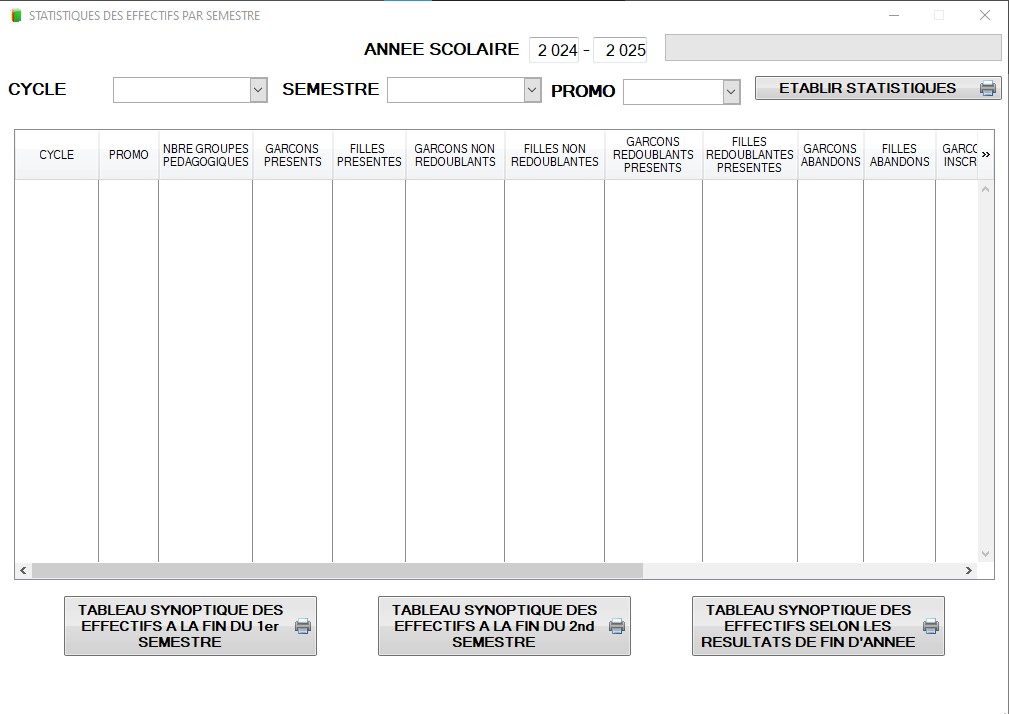 STATISTIQUES DES EFFECTIFS PAR SEMESTRE
ANNEE SCOLAIRE 2 024 - 2 025
CYCLE SEMESTRE PROMO ETABLIR STATISTIQUES
CYCLE
PROMO
NBRE GROUPES
PEDAGOGIQUES
GARCONS
PRESENTS
FILLES
PRESENTES
GARCONS NON
REDOUBLANTS
FILLES NON
REDOUBLANTES
GARCONS
REDOUBLANTS
PRESENTS
FILLES
REDOUBLANTES
PRESENTES
GARCONS
ABANDONS
FILLES
ABANDONS
GARCO
INSCR
»
TABLEAU SYNOPTIQUE DES
EFFECTIFS A LA FIN DU 1er
SEMESTRE
TABLEAU SYNOPTIQUE DES
EFFECTIFS A LA FIN DU 2nd
SEMESTRE
TABLEAU SYNOPTIQUE DES
EFFECTIFS SELON LES
RESULTATS DE FIN D'ANNEE